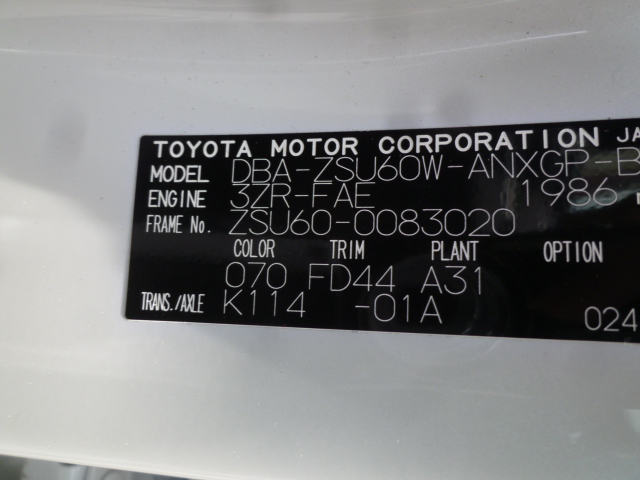 TOYOTA MOTOR CORPORATION JA
MODEL DBA-ZSU60W-ANXGP-B
ENGINE 3ZR-FAE 1986
FRAME No. ZSU60-0083020
COLOR TRIM PLANT OPTION
070 FD44 A31
TRANS./AXLE K114 -01A
024